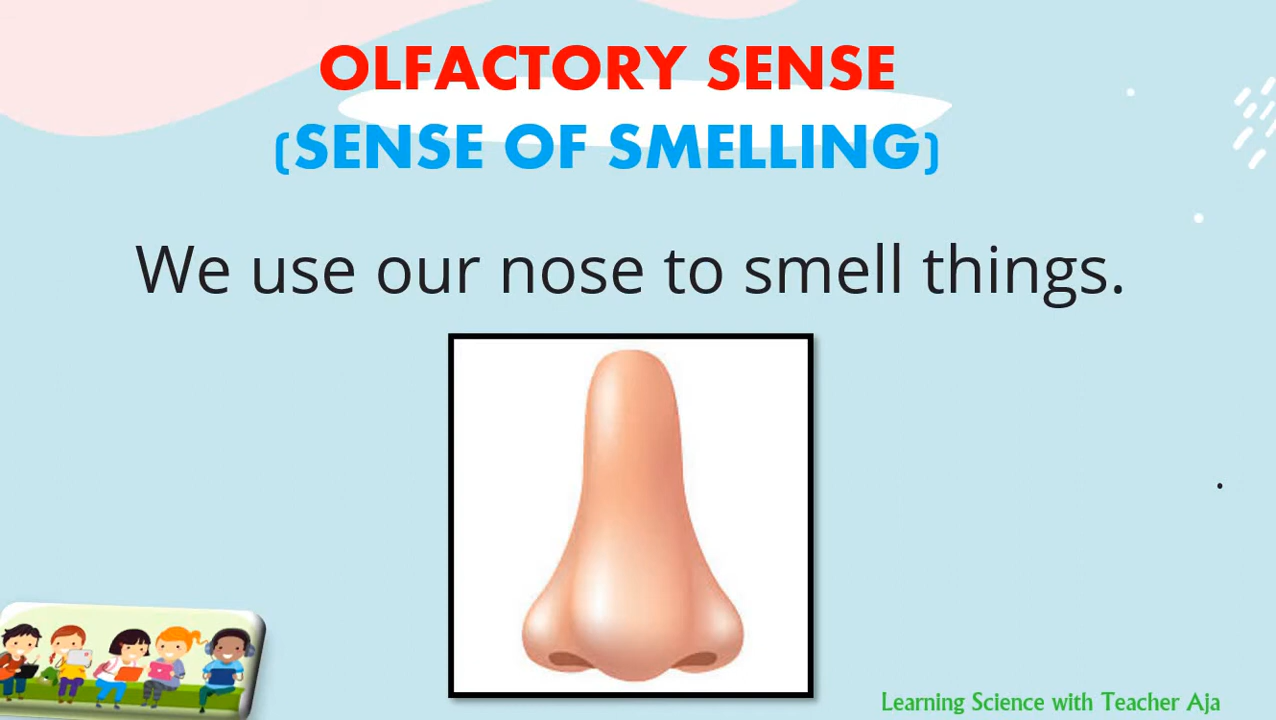 OLFACTORY SENSE
(SENSE OF SMELLING)
We use our nose to smell things.
Learning Science with Teacher Aja